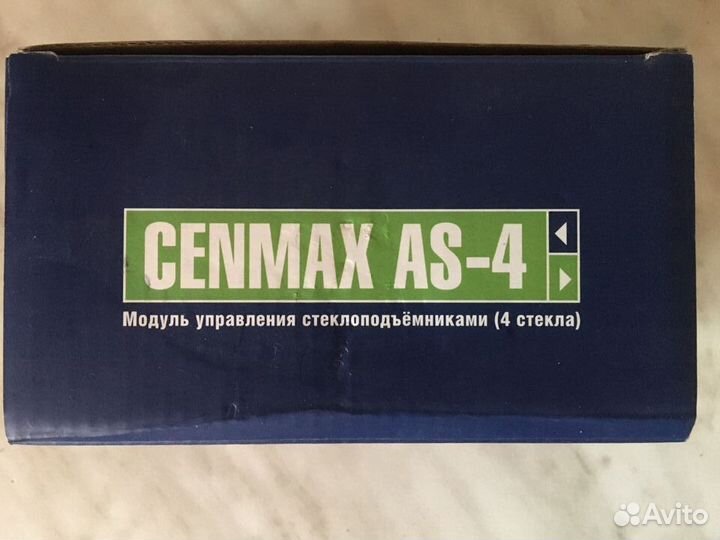 CENMAX AS-4
Модуль управления стеклоподъёмниками (4 стекла)
Avito